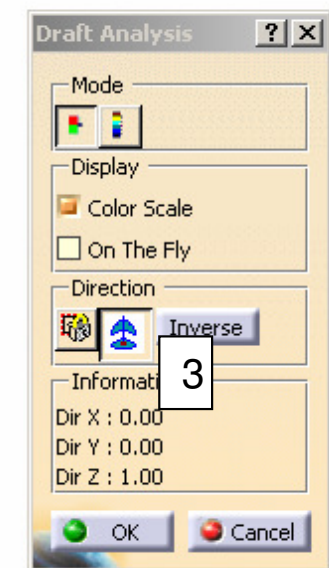 Draft Analysis ? X
Mode
Display
Color Scale
On The Fly
Direction
Inverse
3
Informati
Dir X : 0.00
Dir Y : 0.00
Dir Z : 1.00
OK Cancel